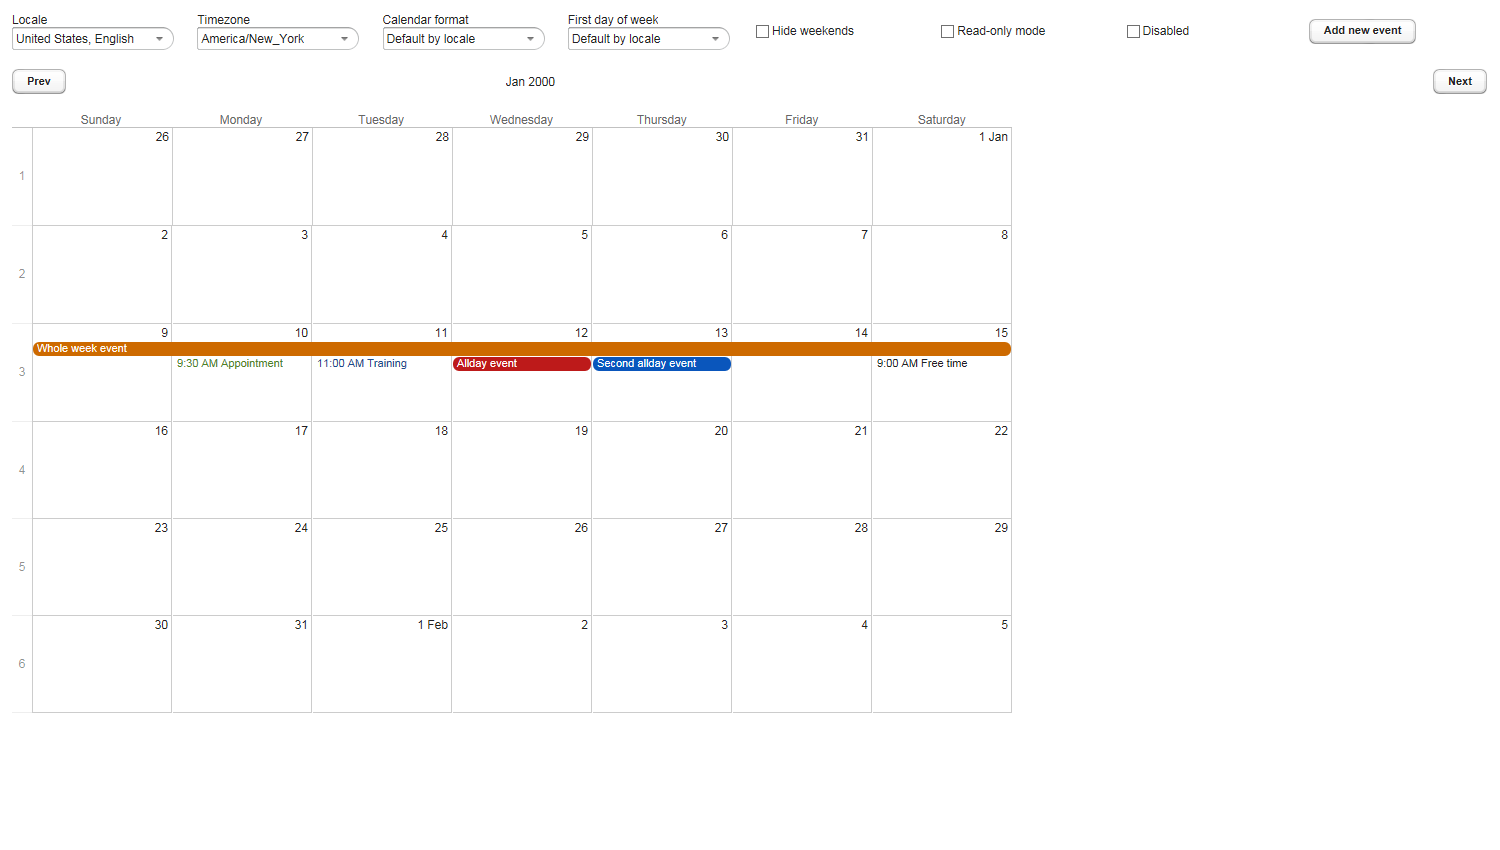 Locale
Timezone
Calendar format
First day of week
United States, English
America/New_York
Default by locale
Default by locale
Hide weekends
Read-only mode
Disabled
Add new event
Prev
Jan 2000
Next
Sunday Monday Tuesday Wednesday Thursday Friday Saturday
26 27 28 29 30 31 1 Jan
1
2 3 4 5 6 7 8
2
9 10 11 12 13 14 15
Whole week event
9:30 AM Appointment 11:00 AM Training Allday event Second allday event 9:00 AM Free time
3
16 17 18 19 20 21 22
4
23 24 25 26 27 28 29
5
30 31 1 Feb 2 3 4 5
6